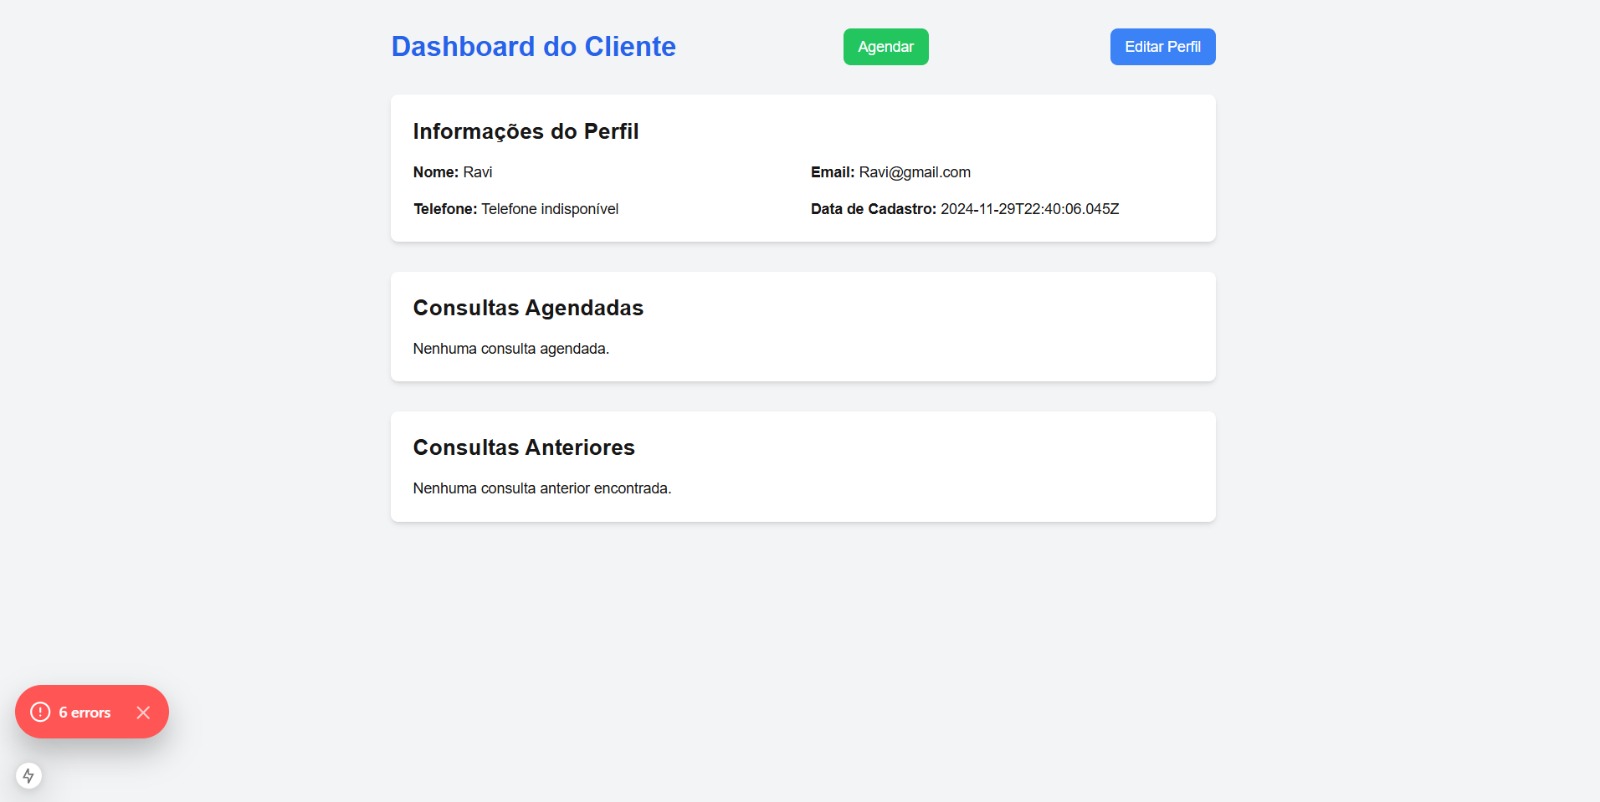 Dashboard do Cliente
Agendar
Editar Perfil
Informações do Perfil
Nome: Ravi
Email: Ravi@gmail.com
Telefone: Telefone indisponível
Data de Cadastro: 2024-11-29T22:40:06.045Z
Consultas Agendadas
Nenhuma consulta agendada.
Consultas Anteriores
Nenhuma consulta anterior encontrada.
6 errors